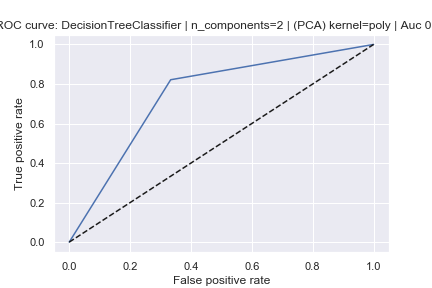 ROC curve: DecisionTreeClassifier | n_components=2 | (PCA) kernel=poly | Auc 0
1.0
0.8
0.6
0.4
0.2
0.0
True positive rate
0.0 0.2 0.4 0.6 0.8 1.0
False positive rate